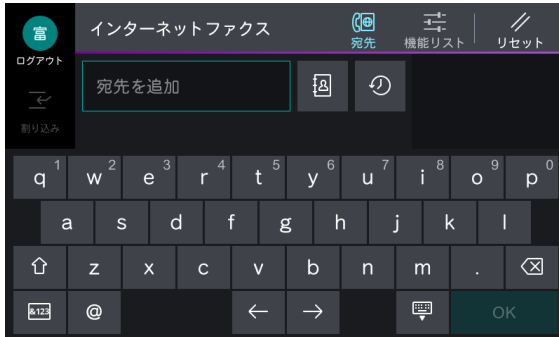 富 インターネットファクス 宛先 機能リスト リセット
ログアウト
宛先を追加
割り込み
q 1 w 2 e 3 r 4 t 5 y 6 u 7 i 8 o 9 p 0
a s d f g h j k l
z x c v b n m .
&123 @ OK